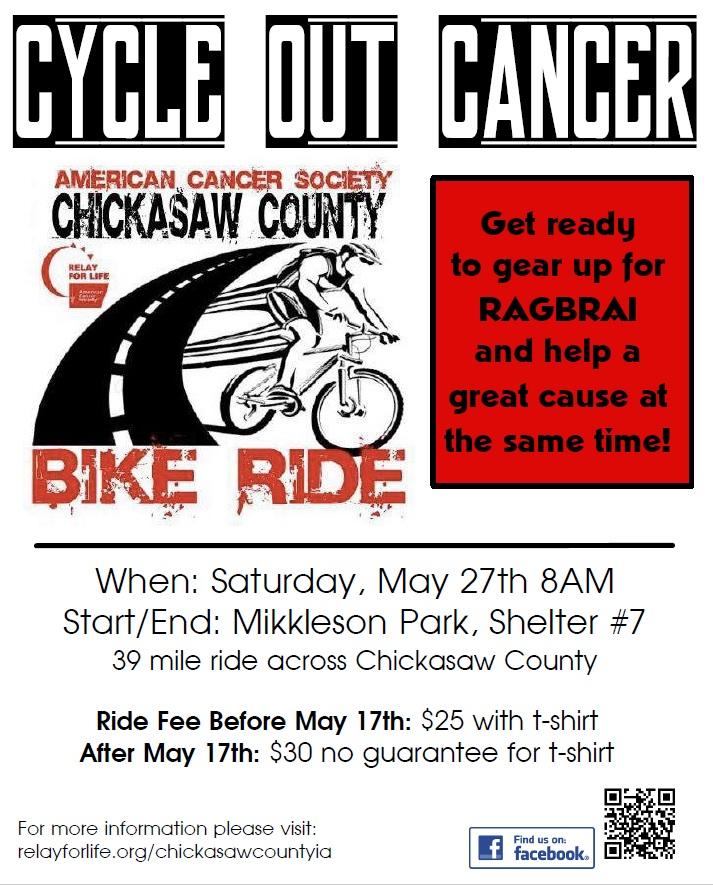 CYCLE OUT CANCER
AMERICAN CANCER SOCIETY
CHICKASAW COUNTY
RELAY
FOR LIFE
American
Cancer
Society
BIKE RIDE
Get ready
to gear up for
RAGBRAI
and help a
great cause at
the same time!
When: Saturday, May 27th 8AM
Start/End: Mikkleson Park, Shelter #7
39 mile ride across Chickasaw County
Ride Fee Before May 17th: $25 with t-shirt
After May 17th: $30 no guarantee for t-shirt
For more information please visit:
relayforlife.org/chickasawcountyia
f
Find us on:
facebook®